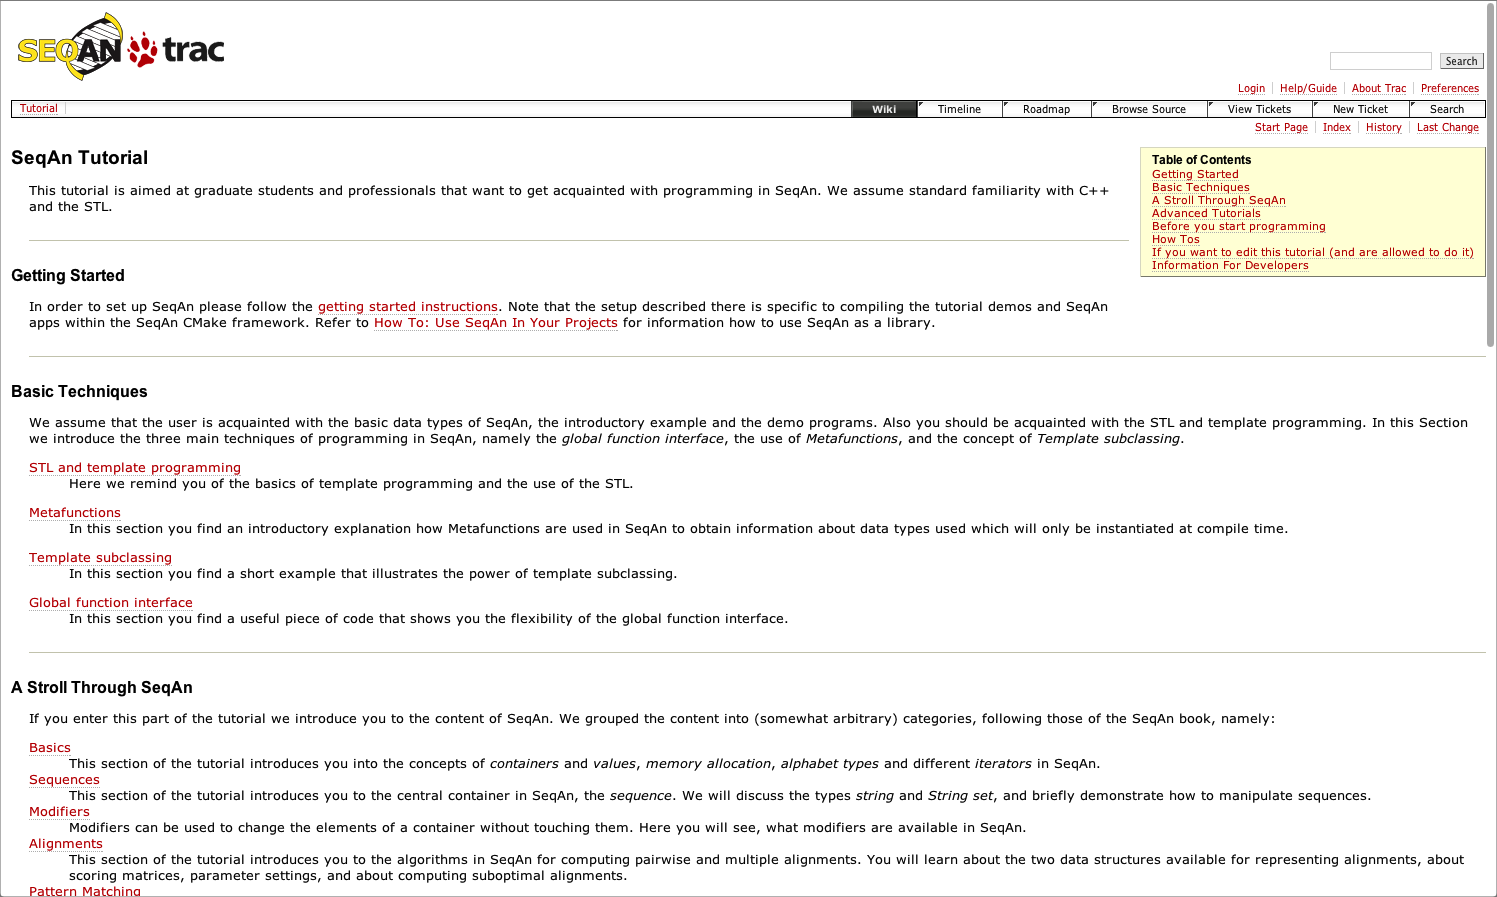 SEQAN trac
Search
Login Help/Guide About Trac Preferences
Tutorial Wiki Timeline Roadmap Browse Source View Tickets New Ticket Search
Start Page Index History Last Change
SeqAn Tutorial
This tutorial is aimed at graduate students and professionals that want to get acquainted with programming in SeqAn. We assume standard familiarity with C++
and the STL.
Table of Contents
Getting Started
Basic Techniques
A Stroll Through SeqAn
Advanced Tutorials
Before you start programming
How Tos
If you want to edit this tutorial (and are allowed to do it)
Information For Developers
Getting Started
In order to set up SeqAn please follow the getting started instructions. Note that the setup described there is specific to compiling the tutorial demos and SeqAn
apps within the SeqAn CMake framework. Refer to How To: Use SeqAn In Your Projects for information how to use SeqAn as a library.
Basic Techniques
We assume that the user is acquainted with the basic data types of SeqAn, the introductory example and the demo programs. Also you should be acquainted with the STL and template programming. In this Section
we introduce the three main techniques of programming in SeqAn, namely the global function interface, the use of Metafunctions, and the concept of Template subclassing.
STL and template programming
Here we remind you of the basics of template programming and the use of the STL.
Metafunctions
In this section you find an introductory explanation how Metafunctions are used in SeqAn to obtain information about data types used which will only be instantiated at compile time.
Template subclassing
In this section you find a short example that illustrates the power of template subclassing.
Global function interface
In this section you find a useful piece of code that shows you the flexibility of the global function interface.
A Stroll Through SeqAn
If you enter this part of the tutorial we introduce you to the content of SeqAn. We grouped the content into (somewhat arbitrary) categories, following those of the SeqAn book, namely:
Basics
This section of the tutorial introduces you into the concepts of containers and values, memory allocation, alphabet types and different iterators in SeqAn.
Sequences
This section of the tutorial introduces you to the central container in SeqAn, the sequence. We will discuss the types string and String set, and briefly demonstrate how to manipulate sequences.
Modifiers
Modifiers can be used to change the elements of a container without touching them. Here you will see, what modifiers are available in SeqAn.
Alignments
This section of the tutorial introduces you to the algorithms in SeqAn for computing pairwise and multiple alignments. You will learn about the two data structures available for representing alignments, about
scoring matrices, parameter settings, and about computing suboptimal alignments.
Pattern Matching